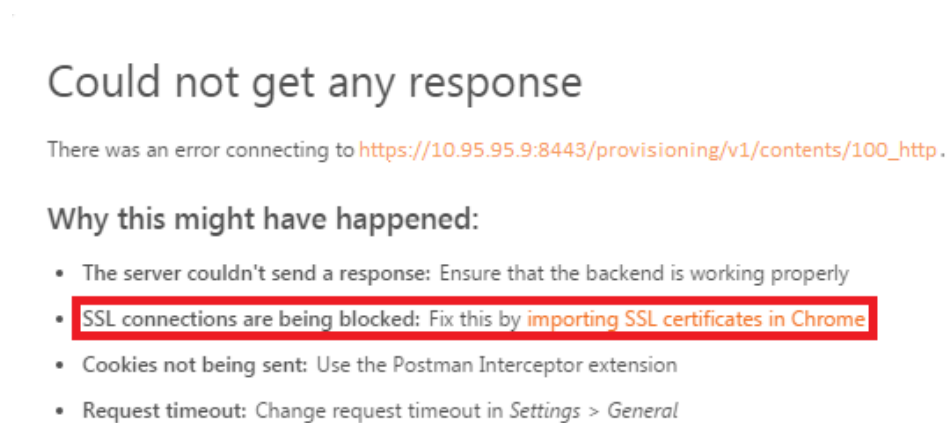 Could not get any response
There was an error connecting to https://10.95.95.9:8443/provisioning/v1/contents/100_http.
Why this might have happened:
• The server couldn't send a response: Ensure that the backend is working properly
• SSL connections are being blocked: Fix this by importing SSL certificates in Chrome
• Cookies not being sent: Use the Postman Interceptor extension
• Request timeout: Change request timeout in Settings > General